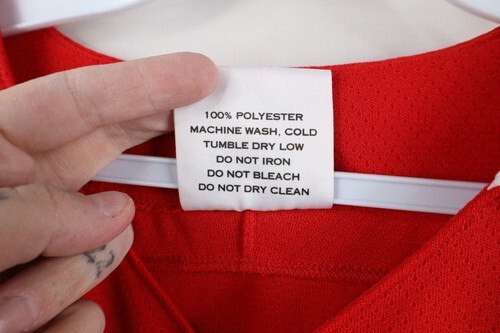 100% POLYESTER
MACHINE WASH, COLD
TUMBLE DRY LOW
DO NOT IRON
DO NOT BLEACH
DO NOT DRY CLEAN